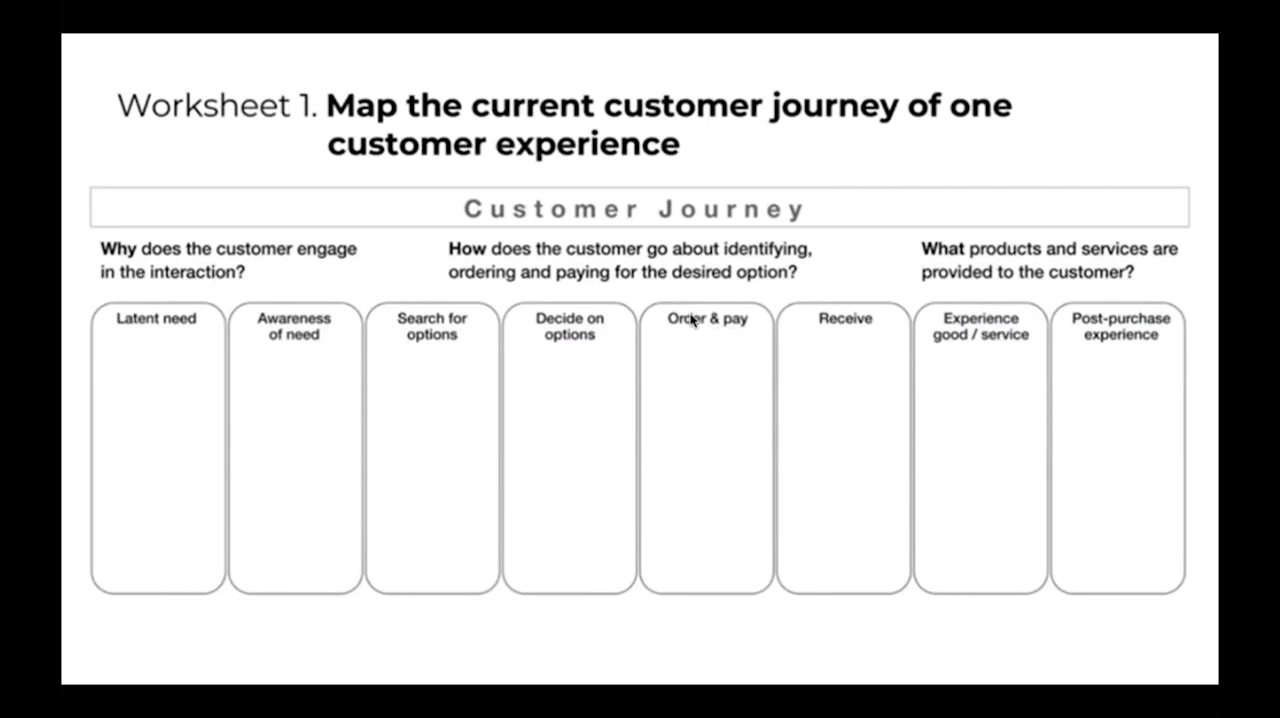 Worksheet 1. Map the current customer journey of one
customer experience
Customer Journey
Why does the customer engage
in the interaction?
How does the customer go about identifying,
ordering and paying for the desired option?
What products and services are
provided to the customer?
Latent need
Awareness
of need
Search for
options
Decide on
options
Order & pay
Receive
Experience
good / service
Post-purchase
experience